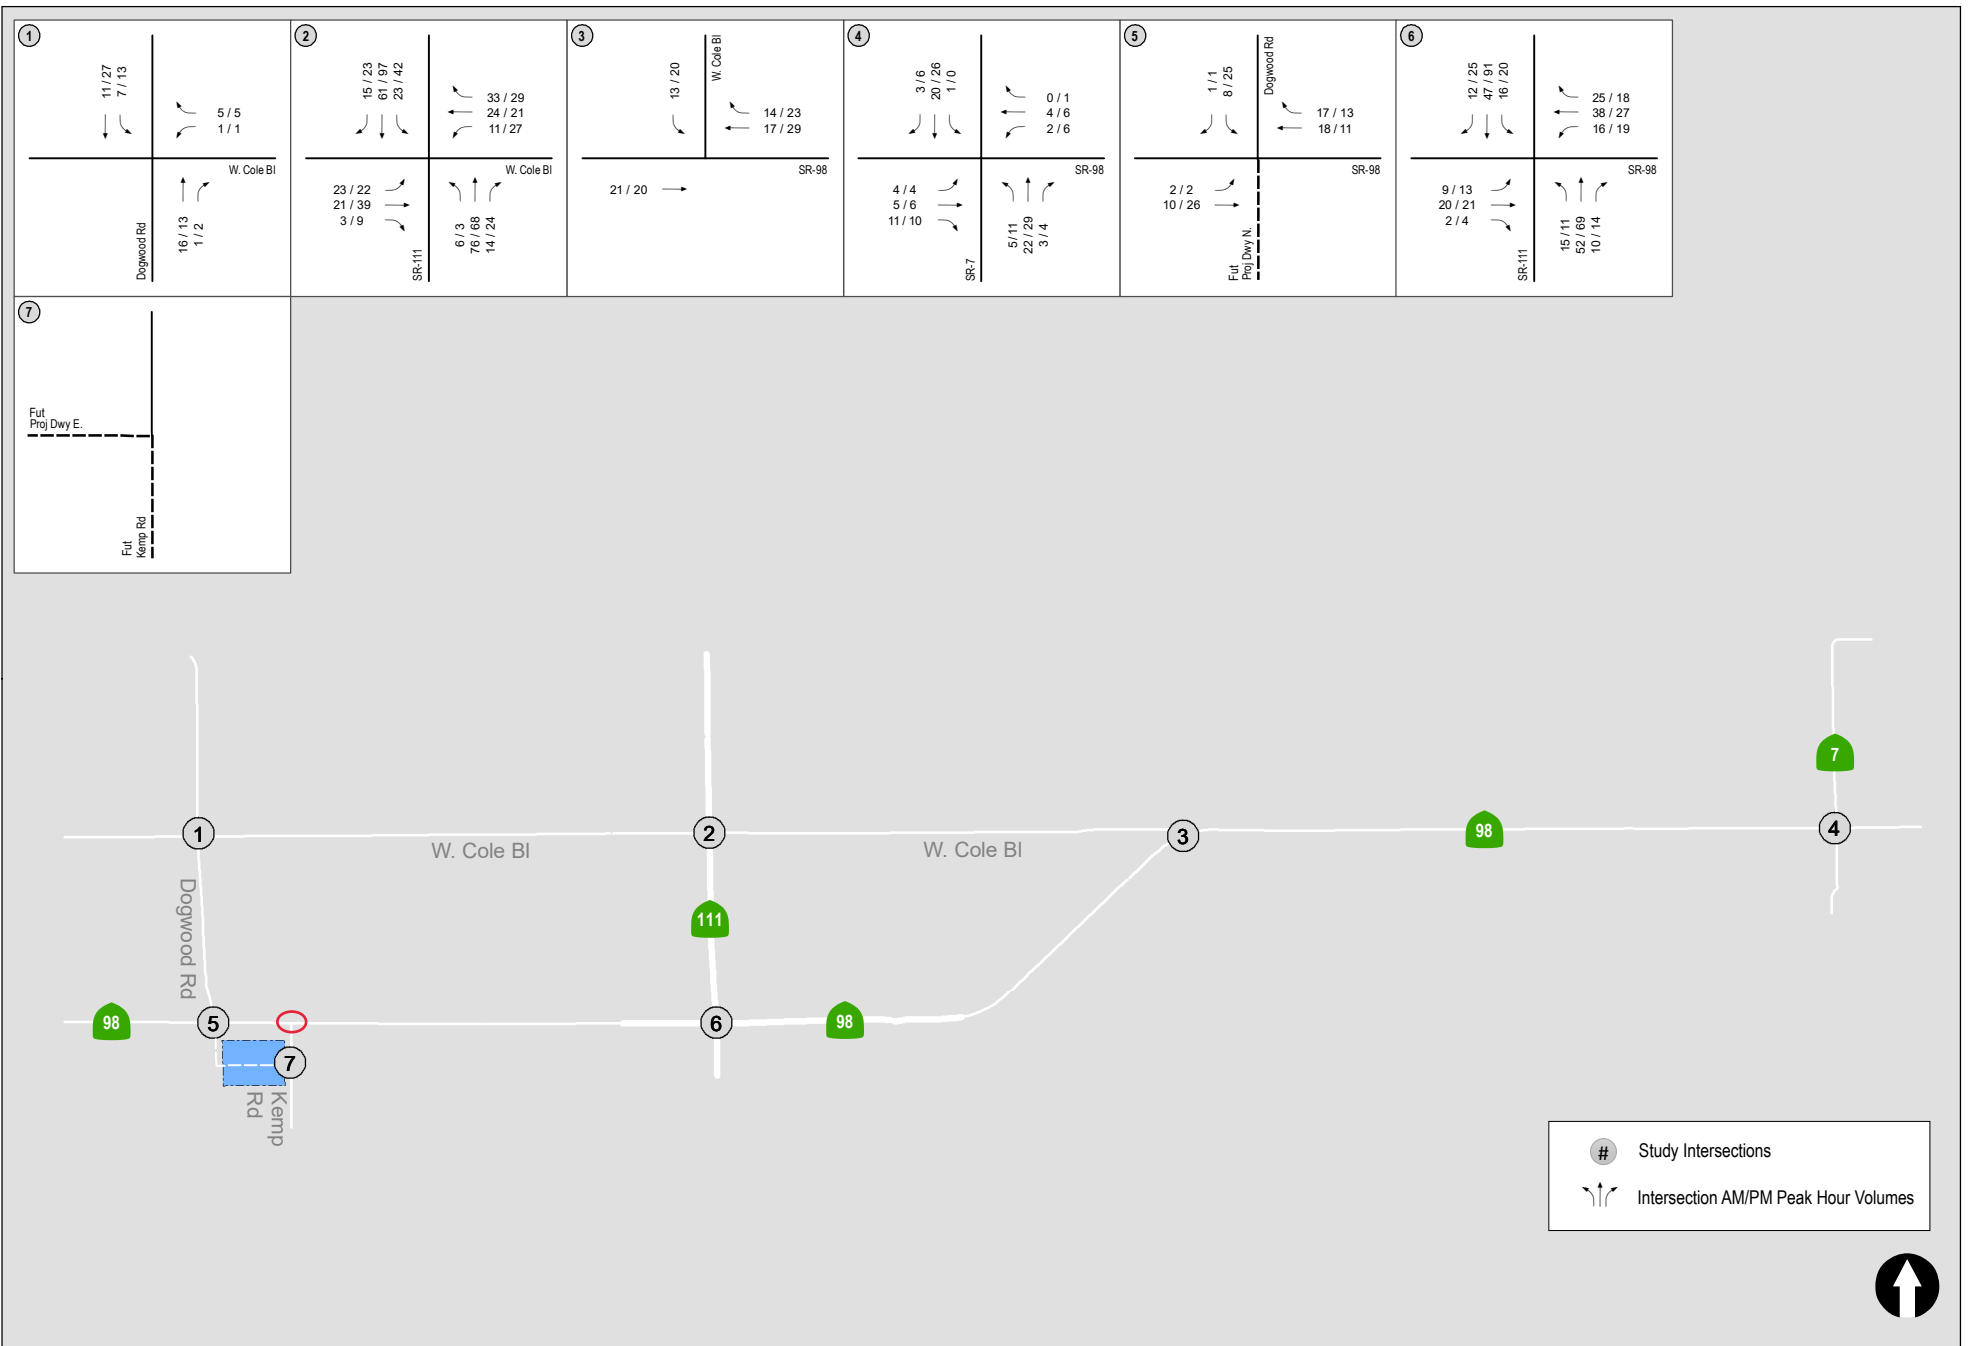 1
11 / 27
7 / 13
5 / 5
1 / 1
W. Cole Bl
Dogwood Rd
16 / 13
1 / 2
2
15 / 23
61 / 97
23 / 42
33 / 29
24 / 21
11 / 27
W. Cole Bl
23 / 22
21 / 39
3 / 9
SR-111
6 / 3
76 / 68
14 / 24
3
13 / 20
W. Cole Bl
14 / 23
17 / 29
SR-98
21 / 20
4
3 / 6
20 / 26
1 / 0
0 / 1
4 / 6
2 / 6
SR-98
4 / 4
5 / 6
11 / 10
SR-7
5 / 11
22 / 29
3 / 4
5
1 / 1
8 / 25
Dogwood Rd
17 / 13
18 / 11
SR-98
2 / 2
10 / 26
Fut
Proj Dwy N.
6
12 / 25
47 / 91
16 / 20
25 / 18
38 / 27
16 / 19
SR-98
9 / 13
20 / 21
2 / 4
SR-111
15 / 11
52 / 69
10 / 14
7
Fut
Proj Dwy E.
Fut
Kemp Rd
7
1
2
3
4
98
W. Cole Bl
W. Cole Bl
Dogwood Rd
111
98
5
6
98
7
Kemp
Rd
# Study Intersections
Intersection AM/PM Peak Hour Volumes